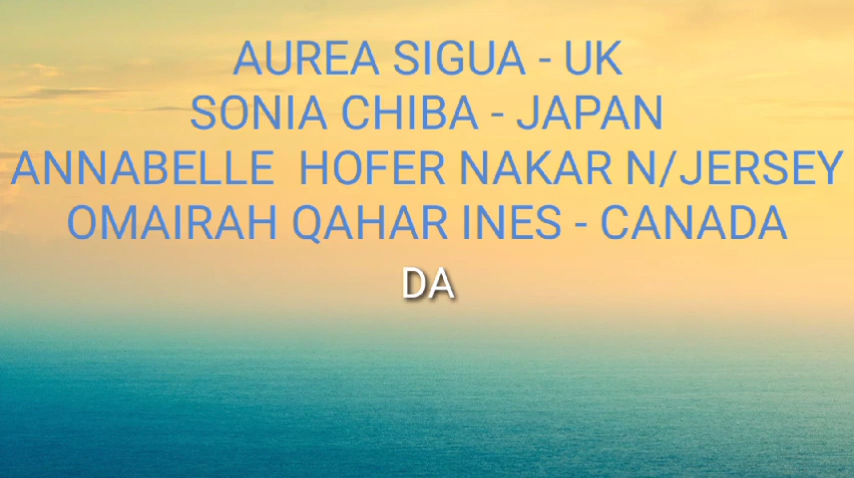 AUREA SIGUA - UK
SONIA CHIBA - JAPAN
ANNABELLE  HOFER NAKAR N/JERSEY
OMAIRAH QAHAR INES - CANADA
DA